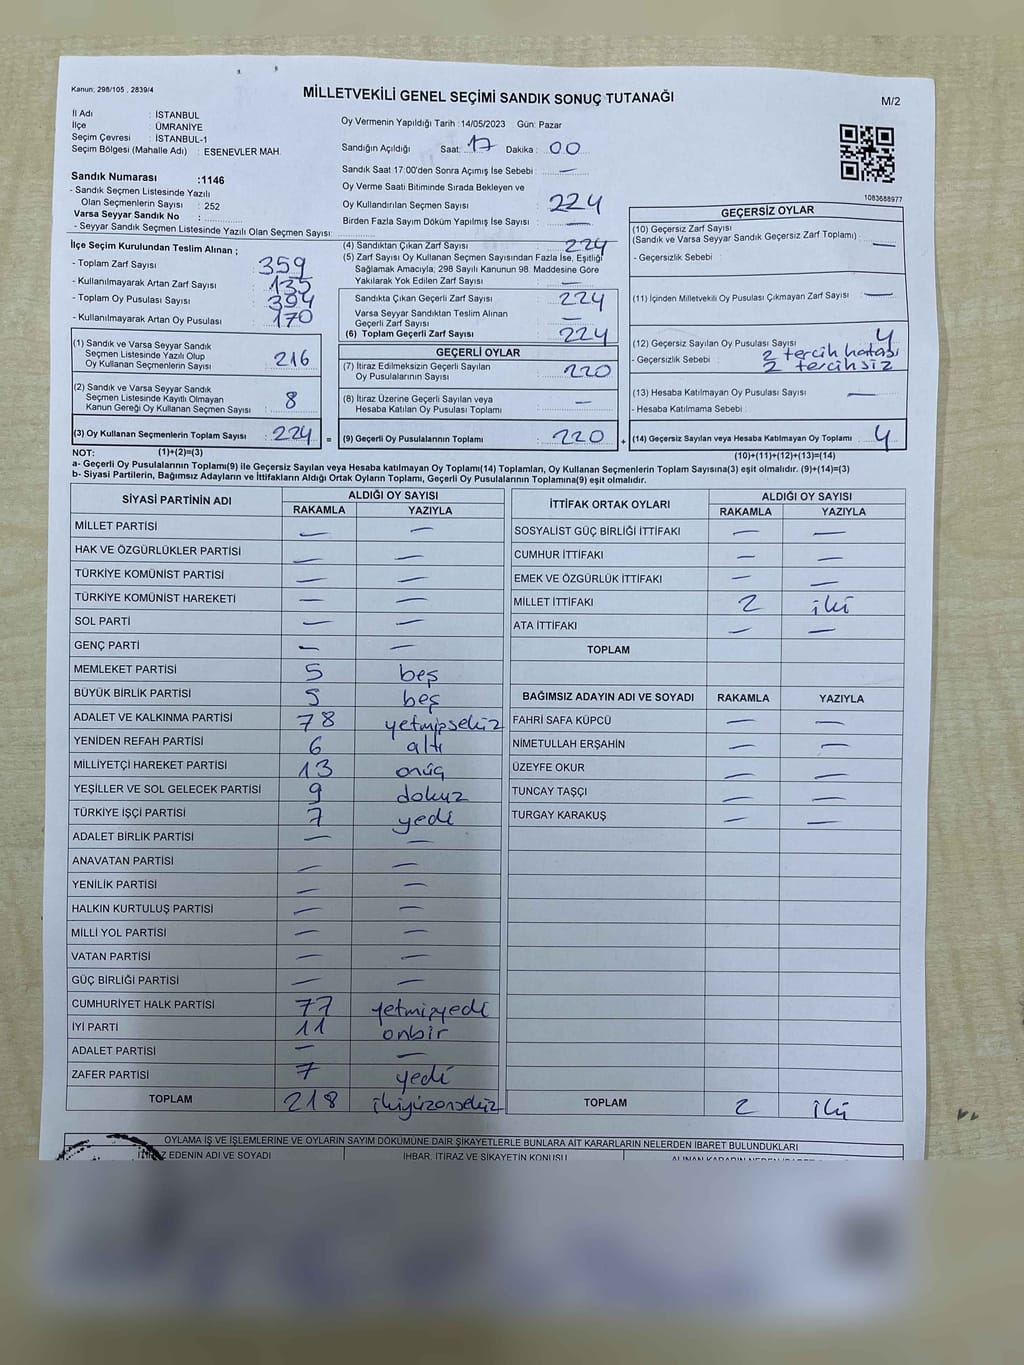 Kanun; 298/105 , 2839/4
MİLLETVEKİLİ GENEL SEÇİMİ SANDIK SONUÇ TUTANAĞI
M/2
İl Adı : İSTANBUL
İlçe : ÜMRANİYE
Seçim Çevresi : İSTANBUL-1
Seçim Bölgesi (Mahalle Adı) : ESENEVLER MAH.
Oy Vermenin Yapıldığı Tarih :14/05/2023 Gün: Pazar
Sandığın Açıldığı Saat: 17 Dakika : 00
Sandık Saat 17:00'den Sonra Açımış İse Sebebi : —
Sandık Numarası :1146
- Sandık Seçmen Listesinde Yazılı
Olan Seçmenlerin Sayısı : 252
Varsa Seyyar Sandık No :
- Seyyar Sandık Seçmen Listesinde Yazılı Olan Seçmen Sayısı:
Oy Verme Saati Bitiminde Sırada Bekleyen ve
Oy Kullandırılan Seçmen Sayısı 224
Birden Fazla Sayım Döküm Yapılmış İse Sayısı : —
1083688977
İlçe Seçim Kurulundan Teslim Alınan ;
- Toplam Zarf Sayısı : 359
- Kullanılmayarak Artan Zarf Sayısı : 135
- Toplam Oy Pusulası Sayısı : 394
- Kullanılmayarak Artan Oy Pusulası : 170
(4) Sandıktan Çıkan Zarf Sayısı : 224
(5) Zarf Sayısı Oy Kullanan Seçmen Sayısından Fazla İse, Eşitliği
Sağlamak Amacıyla, 298 Sayılı Kanunun 98. Maddesine Göre
Yakılarak Yok Edilen Zarf Sayısı : —
Sandıkta Çıkan Geçerli Zarf Sayısı : 224
Varsa Seyyar Sandıktan Teslim Alınan
Geçerli Zarf Sayısı : —
(6) Toplam Geçerli Zarf Sayısı : 224
GEÇERSİZ OYLAR
(10) Geçersiz Zarf Sayısı
(Sandık ve Varsa Seyyar Sandık Geçersiz Zarf Toplamı) : —
- Geçersizlik Sebebi :
(11) İçinden Milletvekili Oy Pusulası Çıkmayan Zarf Sayısı : —
(12) Geçersiz Sayılan Oy Pusulası Sayısı : 4
- Geçersizlik Sebebi : 2 tercih hatası
2 tercihsiz
(13) Hesaba Katılmayan Oy Pusulası Sayısı : —
- Hesaba Katılmama Sebebi :
(1) Sandık ve Varsa Seyyar Sandık
Seçmen Listesinde Yazılı Olup
Oy Kullanan Seçmenlerin Sayısı : 216
(2) Sandık ve Varsa Seyyar Sandık
Seçmen Listesinde Kayıtlı Olmayan
Kanun Gereği Oy Kullanan Seçmen Sayısı : 8
(3) Oy Kullanan Seçmenlerin Toplam Sayısı : 224 =
GEÇERLİ OYLAR
(7) İtiraz Edilmeksizin Geçerli Sayılan
Oy Pusulalarının Sayısı : 220
(8) İtiraz Üzerine Geçerli Sayılan veya
Hesaba Katılan Oy Pusulası Toplamı : —
(9) Geçerli Oy Pusulalarının Toplamı : 220 +
(14) Geçersiz Sayılan veya Hesaba Katılmayan Oy Toplamı : 4
NOT: (1)+(2)=(3)
(10)+(11)+(12)+(13)=(14)
a- Geçerli Oy Pusulalarının Toplamı(9) ile Geçersiz Sayılan veya Hesaba katılmayan Oy Toplamı(14) Toplamları, Oy Kullanan Seçmenlerin Toplam Sayısına(3) eşit olmalıdır. (9)+(14)=(3)
b- Siyasi Partilerin, Bağımsız Adayların ve İttifakların Aldığı Ortak Oyların Toplamı, Geçerli Oy Pusulalarının Toplamına(9) eşit olmalıdır.
SİYASİ PARTİNİN ADI ALDIĞI OY SAYISI
RAKAMLA YAZIYLA
MİLLET PARTİSİ — —
HAK VE ÖZGÜRLÜKLER PARTİSİ — —
TÜRKİYE KOMÜNİST PARTİSİ — —
TÜRKİYE KOMÜNİST HAREKETİ — —
SOL PARTİ — —
GENÇ PARTİ — —
MEMLEKET PARTİSİ 5 beş
BÜYÜK BİRLİK PARTİSİ 5 beş
ADALET VE KALKINMA PARTİSİ 78 yetmişsekiz
YENİDEN REFAH PARTİSİ 6 altı
MİLLİYETÇİ HAREKET PARTİSİ 13 onüç
YEŞİLLER VE SOL GELECEK PARTİSİ 9 dokuz
TÜRKİYE İŞÇİ PARTİSİ 7 yedi
ADALET BİRLİK PARTİSİ — —
ANAVATAN PARTİSİ — —
YENİLİK PARTİSİ — —
HALKIN KURTULUŞ PARTİSİ — —
MİLLİ YOL PARTİSİ — —
VATAN PARTİSİ — —
GÜÇ BİRLİĞİ PARTİSİ — —
CUMHURİYET HALK PARTİSİ 77 yetmişyedi
İYİ PARTİ 11 onbir
ADALET PARTİSİ — —
ZAFER PARTİSİ 7 yedi
TOPLAM 218 ikiyüzonsekiz
İTTİFAK ORTAK OYLARI ALDIĞI OY SAYISI
RAKAMLA YAZIYLA
SOSYALİST GÜÇ BİRLİĞİ İTTİFAKI — —
CUMHUR İTTİFAKI — —
EMEK VE ÖZGÜRLÜK İTTİFAKI — —
MİLLET İTTİFAKI 2 iki
ATA İTTİFAKI — —
TOPLAM
BAĞIMSIZ ADAYIN ADI VE SOYADI RAKAMLA YAZIYLA
FAHRİ SAFA KÜPCÜ — —
NİMETULLAH ERŞAHİN — —
ÜZEYFE OKUR — —
TUNCAY TAŞÇI — —
TURGAY KARAKUŞ — —
TOPLAM 2 iki
OYLAMA İŞ VE İŞLEMLERİNE VE OYLARIN SAYIM DÖKÜMÜNE DAİR ŞİKAYETLERLE BUNLARA AİT KARARLARIN NELERDEN İBARET BULUNDUKLARI
EDENİN ADI VE SOYADI İHBAR, İTİRAZ VE ŞİKAYETİN KONUSU